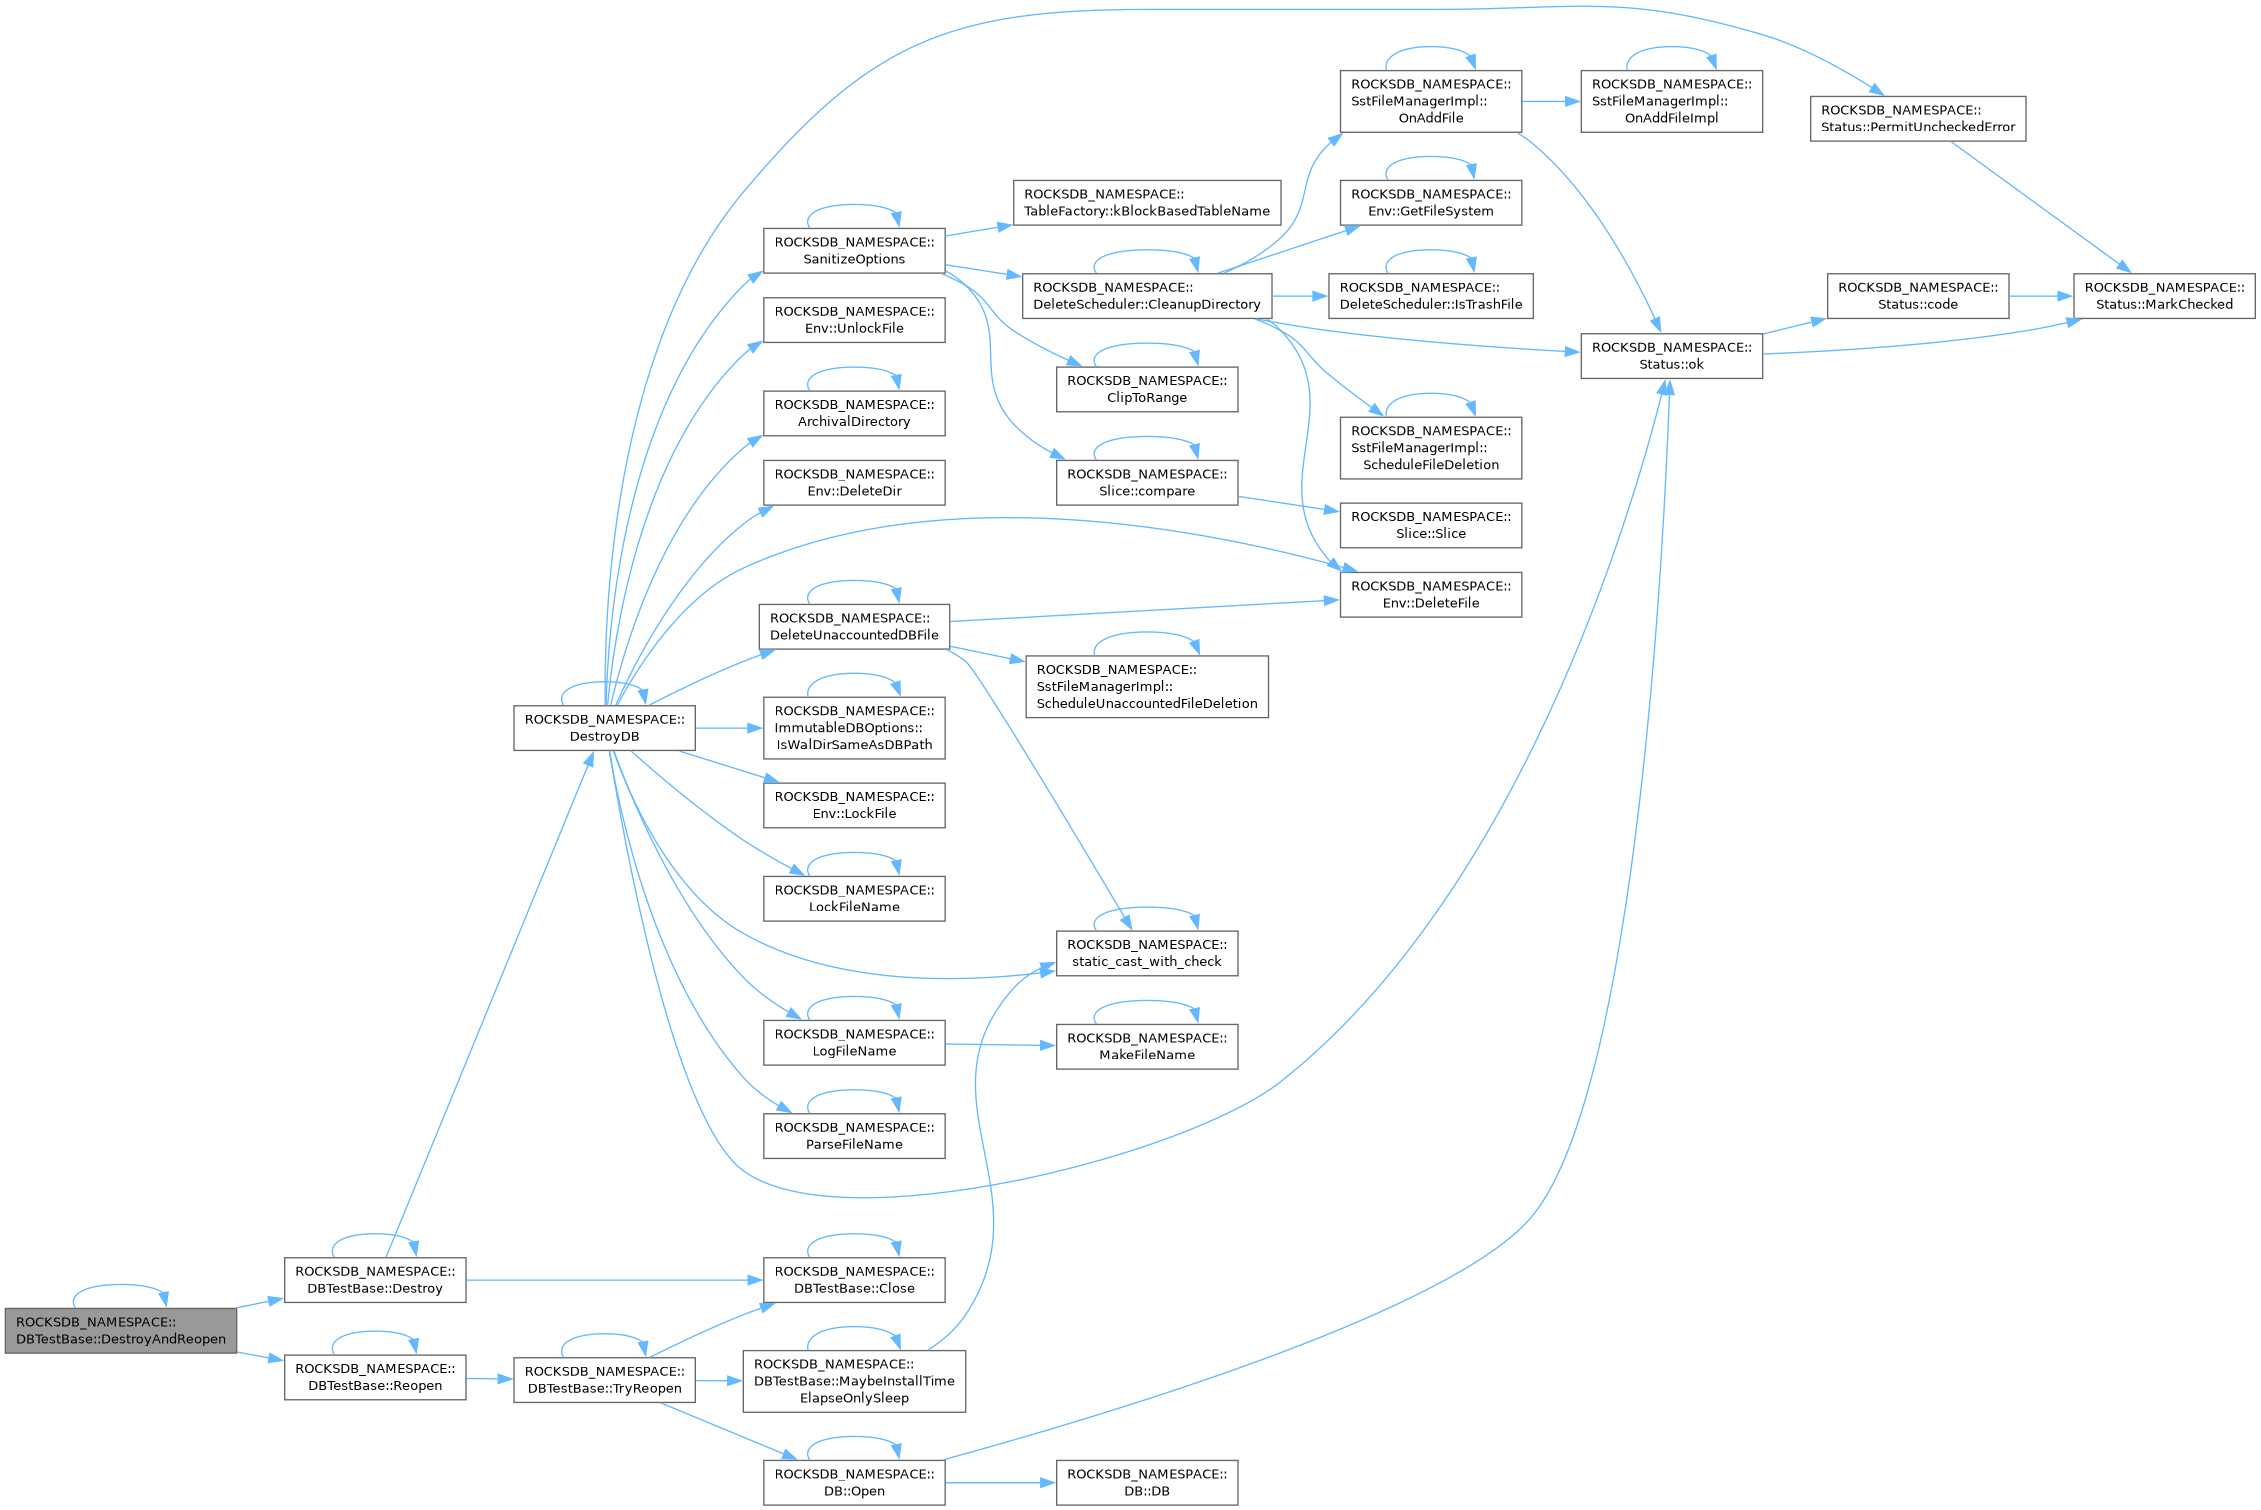 ROCKSDB_NAMESPACE::
DBTestBase::DestroyAndReopen
ROCKSDB_NAMESPACE::
DBTestBase::Destroy
ROCKSDB_NAMESPACE::
DBTestBase::Reopen
ROCKSDB_NAMESPACE::
DestroyDB
ROCKSDB_NAMESPACE::
DBTestBase::TryReopen
ROCKSDB_NAMESPACE::
SanitizeOptions
ROCKSDB_NAMESPACE::
Env::UnlockFile
ROCKSDB_NAMESPACE::
ArchivalDirectory
ROCKSDB_NAMESPACE::
Env::DeleteDir
ROCKSDB_NAMESPACE::
DeleteUnaccountedDBFile
ROCKSDB_NAMESPACE::
ImmutableDBOptions::
IsWalDirSameAsDBPath
ROCKSDB_NAMESPACE::
Env::LockFile
ROCKSDB_NAMESPACE::
LockFileName
ROCKSDB_NAMESPACE::
LogFileName
ROCKSDB_NAMESPACE::
ParseFileName
ROCKSDB_NAMESPACE::
DBTestBase::Close
ROCKSDB_NAMESPACE::
DBTestBase::MaybeInstallTime
ElapseOnlySleep
ROCKSDB_NAMESPACE::
DB::Open
ROCKSDB_NAMESPACE::
TableFactory::kBlockBasedTableName
ROCKSDB_NAMESPACE::
DeleteScheduler::CleanupDirectory
ROCKSDB_NAMESPACE::
ClipToRange
ROCKSDB_NAMESPACE::
Slice::compare
ROCKSDB_NAMESPACE::
SstFileManagerImpl::
ScheduleUnaccountedFileDeletion
ROCKSDB_NAMESPACE::
static_cast_with_check
ROCKSDB_NAMESPACE::
MakeFileName
ROCKSDB_NAMESPACE::
DB::DB
ROCKSDB_NAMESPACE::
SstFileManagerImpl::
OnAddFile
ROCKSDB_NAMESPACE::
Env::GetFileSystem
ROCKSDB_NAMESPACE::
DeleteScheduler::IsTrashFile
ROCKSDB_NAMESPACE::
SstFileManagerImpl::
ScheduleFileDeletion
ROCKSDB_NAMESPACE::
Slice::Slice
ROCKSDB_NAMESPACE::
Env::DeleteFile
ROCKSDB_NAMESPACE::
SstFileManagerImpl::
OnAddFileImpl
ROCKSDB_NAMESPACE::
Status::ok
ROCKSDB_NAMESPACE::
Status::PermitUncheckedError
ROCKSDB_NAMESPACE::
Status::code
ROCKSDB_NAMESPACE::
Status::MarkChecked